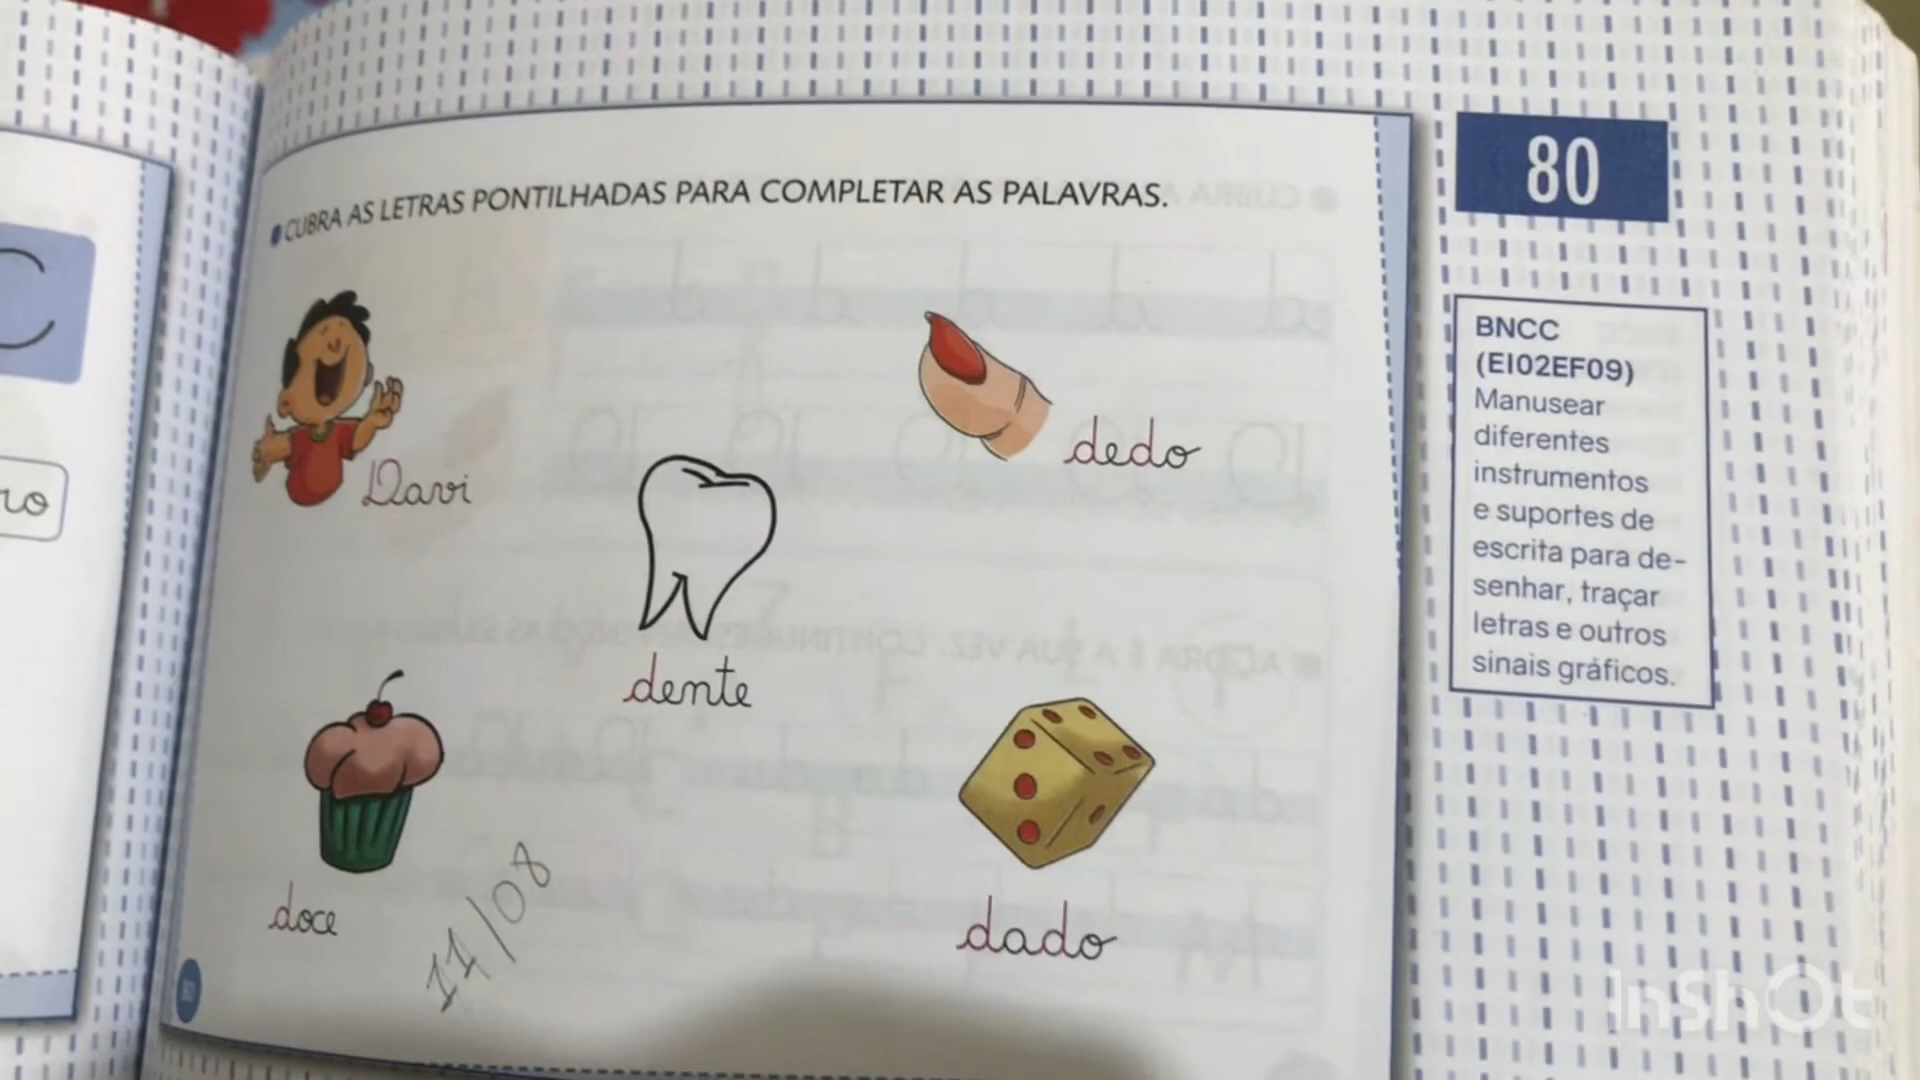 CUBRA AS LETRAS PONTILHADAS PARA COMPLETAR AS PALAVRAS.
Davi
dedo
dente
doce
dado
11/08
80
BNCC
(EI02EF09)
Manusear
diferentes
instrumentos
e suportes de
escrita para de-
senhar, traçar
letras e outros
sinais gráficos.
InShOt